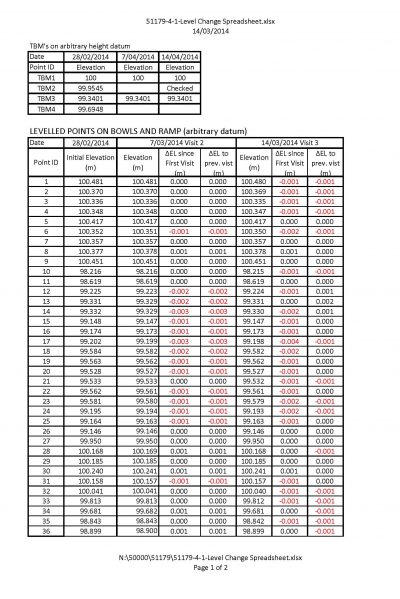 51179-4-1-Level Change Spreadsheet.xlsx
14/03/2014
TBM's on arbitrary height datum
Date 28/02/2014 7/04/2014 14/04/2014
Point ID Elevation Elevation Elevation
TBM1 100 100 100
TBM2 99.9545 Checked
TBM3 99.3401 99.3401 99.3401
TBM4 99.6948
LEVELLED POINTS ON BOWLS AND RAMP (arbitrary datum)
Date 28/02/2014 7/03/2014 Visit 2 14/03/2014 Visit 3
Point ID Initial Elevation (m) Elevation (m) ΔEL since First Visit (m) ΔEL to prev. vist (m) Elevation (m) ΔEL since First Visit (m) ΔEL to prev. vist (m)
1 100.481 100.481 0.000 0.000 100.480 -0.001 -0.001
2 100.370 100.370 0.000 0.000 100.369 -0.001 -0.001
3 100.336 100.336 0.000 0.000 100.335 -0.001 -0.001
4 100.348 100.348 0.000 0.000 100.347 -0.001 -0.001
5 100.417 100.417 0.000 0.000 100.417 0.000 0.000
6 100.352 100.351 -0.001 -0.001 100.350 -0.002 -0.001
7 100.357 100.357 0.000 0.000 100.357 0.000 0.000
8 100.377 100.378 0.001 0.001 100.378 0.001 0.000
9 100.451 100.451 0.000 0.000 100.451 0.000 0.000
10 98.216 98.216 0.000 0.000 98.215 -0.001 -0.001
11 98.619 98.619 0.000 0.000 98.619 0.000 0.000
12 99.225 99.223 -0.002 -0.002 99.224 -0.001 0.001
13 99.331 99.329 -0.002 -0.002 99.331 0.000 0.002
14 99.332 99.329 -0.003 -0.003 99.330 -0.002 0.001
15 99.148 99.147 -0.001 -0.001 99.147 -0.001 0.000
16 99.174 99.173 -0.001 -0.001 99.173 -0.001 0.000
17 99.202 99.199 -0.003 -0.003 99.198 -0.004 -0.001
18 99.584 99.582 -0.002 -0.002 99.582 -0.002 0.000
19 99.563 99.562 -0.001 -0.001 99.562 -0.001 0.000
20 99.528 99.527 -0.001 -0.001 99.527 -0.001 0.000
21 99.533 99.533 0.000 0.000 99.532 -0.001 -0.001
22 99.562 99.561 -0.001 -0.001 99.561 -0.001 0.000
23 99.581 99.580 -0.001 -0.001 99.579 -0.002 -0.001
24 99.195 99.194 -0.001 -0.001 99.193 -0.002 -0.001
25 99.164 99.163 -0.001 -0.001 99.163 -0.001 0.000
26 99.146 99.146 0.000 0.000 99.146 0.000 0.000
27 99.950 99.950 0.000 0.000 99.950 0.000 0.000
28 100.168 100.169 0.001 0.001 100.168 0.000 -0.001
29 100.185 100.185 0.000 0.000 100.185 0.000 0.000
30 100.240 100.241 0.001 0.001 100.241 0.001 0.000
31 100.158 100.157 -0.001 -0.001 100.157 -0.001 0.000
32 100.041 100.041 0.000 0.000 100.040 -0.001 -0.001
33 99.813 99.813 0.000 0.000 99.812 -0.001 -0.001
34 99.681 99.682 0.001 0.001 99.681 0.000 -0.001
35 98.843 98.843 0.000 0.000 98.842 -0.001 -0.001
36 98.899 98.900 0.001 0.001 98.899 0.000 -0.001
N:\50000\51179\51179-4-1-Level Change Spreadsheet.xlsx
Page 1 of 2